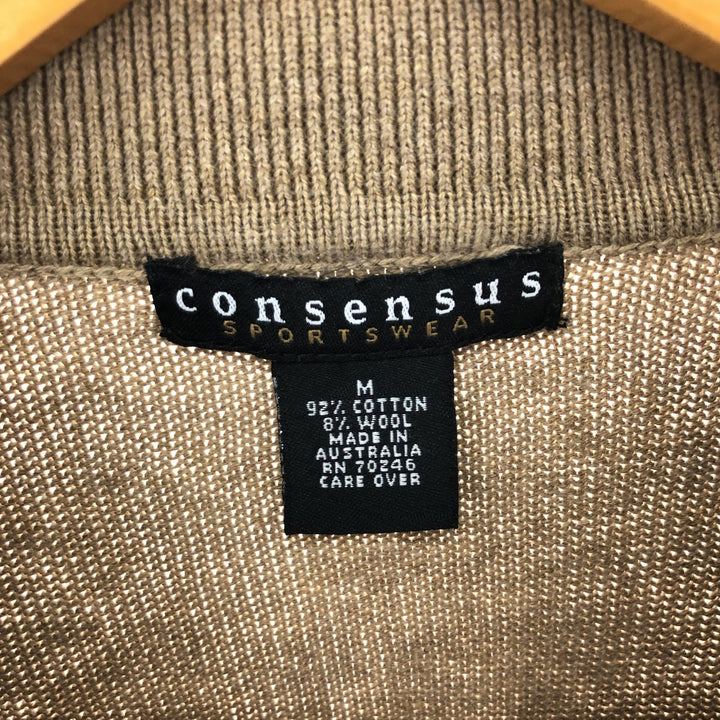 consensus
SPORTSWEAR
M
92% COTTON
8% WOOL
MADE IN
AUSTRALIA
RN 70246
CARE OVER